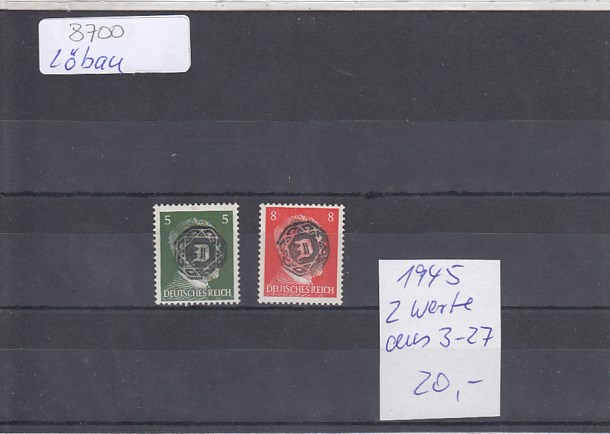 8700
Löbau
5 5
D
DEUTSCHES REICH
8 8
D
DEUTSCHES REICH
1945
2 Werte
aus 3-27
20,-